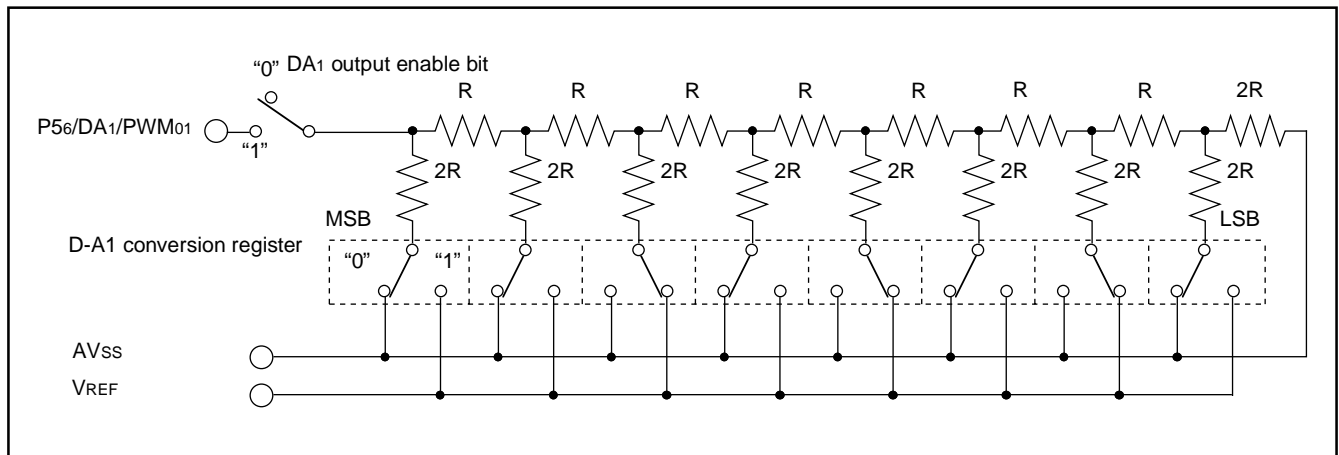 “0” DA1 output enable bit
R R R R R R R 2R
P56/DA1/PWM01
“1”
2R 2R 2R 2R 2R 2R 2R 2R
MSB LSB
D-A1 conversion register
“0” “1”
AVSS
VREF